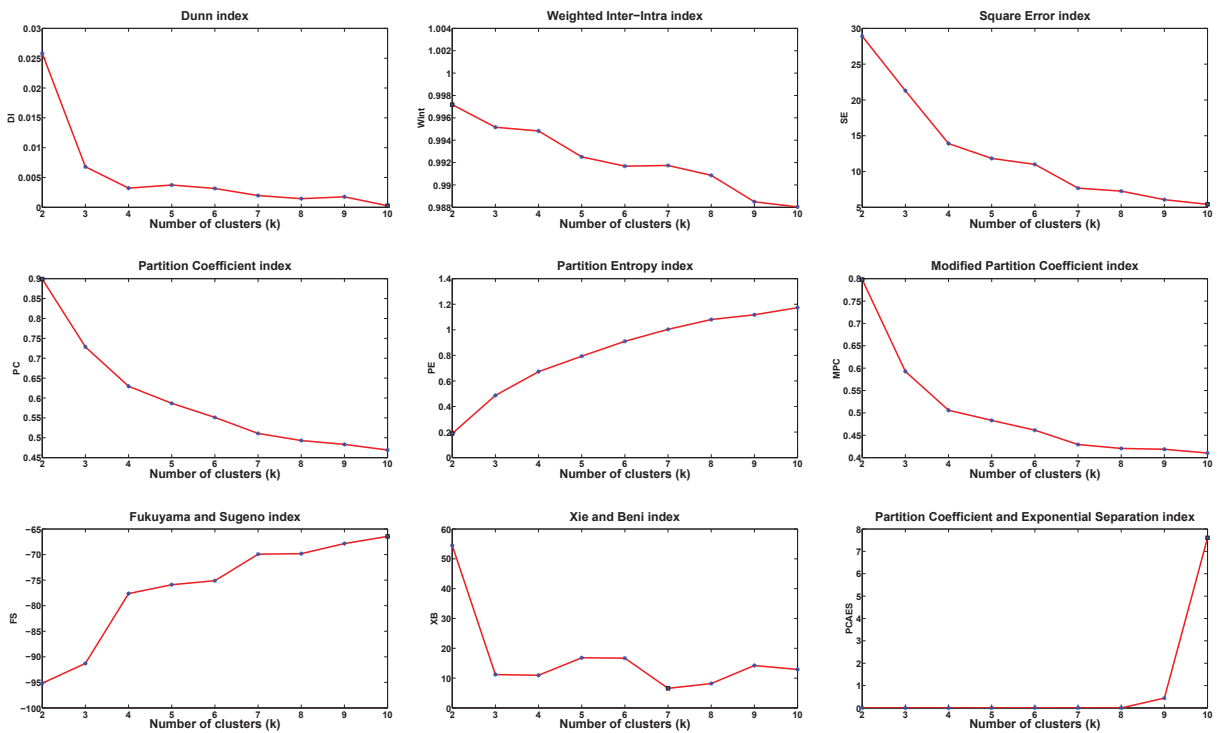 Dunn index
0.03
0.025
0.02
0.015
0.01
0.005
0
DI
2 3 4 5 6 7 8 9 10
Number of clusters (k)
Weighted Inter−Intra index
1.004
1.002
1
0.998
0.996
0.994
0.992
0.99
0.988
Wint
2 3 4 5 6 7 8 9 10
Number of clusters (k)
Square Error index
30
25
20
15
10
5
SE
2 3 4 5 6 7 8 9 10
Number of clusters (k)
Partition Coefficient index
0.9
0.85
0.8
0.75
0.7
0.65
0.6
0.55
0.5
0.45
PC
2 3 4 5 6 7 8 9 10
Number of clusters (k)
Partition Entropy index
1.4
1.2
1
0.8
0.6
0.4
0.2
0
PE
2 3 4 5 6 7 8 9 10
Number of clusters (k)
Modified Partition Coefficient index
0.8
0.75
0.7
0.65
0.6
0.55
0.5
0.45
0.4
MPC
2 3 4 5 6 7 8 9 10
Number of clusters (k)
Fukuyama and Sugeno index
−65
−70
−75
−80
−85
−90
−95
−100
FS
2 3 4 5 6 7 8 9 10
Number of clusters (k)
Xie and Beni index
60
50
40
30
20
10
0
XB
2 3 4 5 6 7 8 9 10
Number of clusters (k)
Partition Coefficient and Exponential Separation index
8
7
6
5
4
3
2
1
0
PCAES
2 3 4 5 6 7 8 9 10
Number of clusters (k)